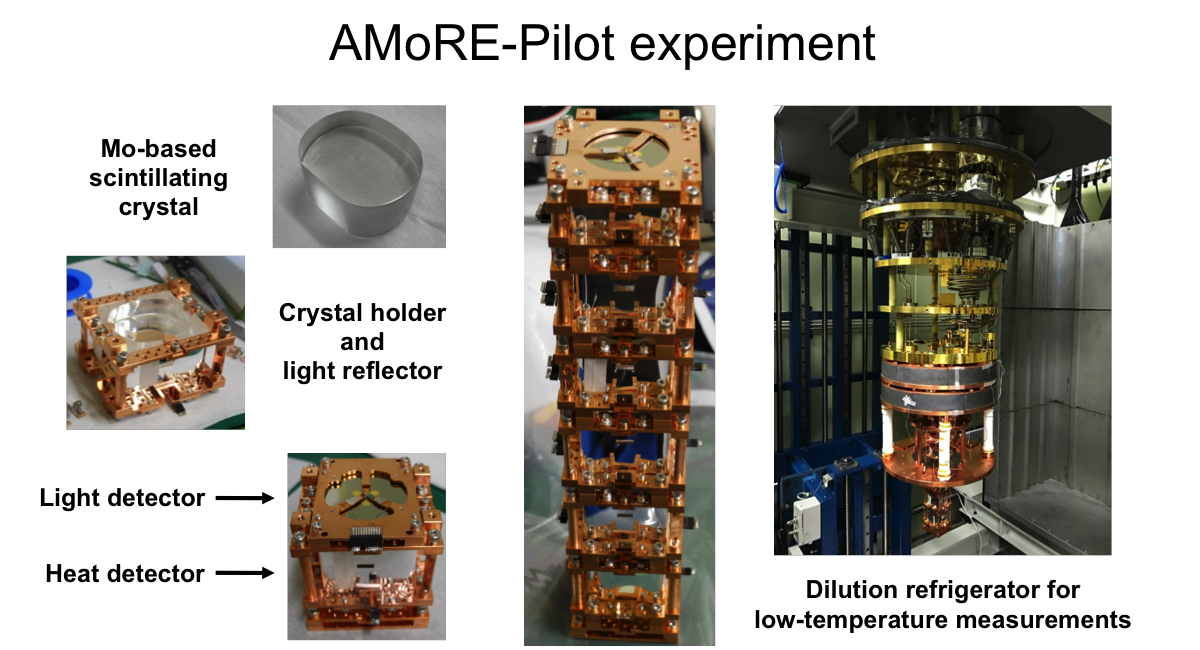 AMoRE-Pilot experiment
Mo-based
scintillating
crystal
Crystal holder
and
light reflector
Light detector
Heat detector
Dilution refrigerator for
low-temperature measurements